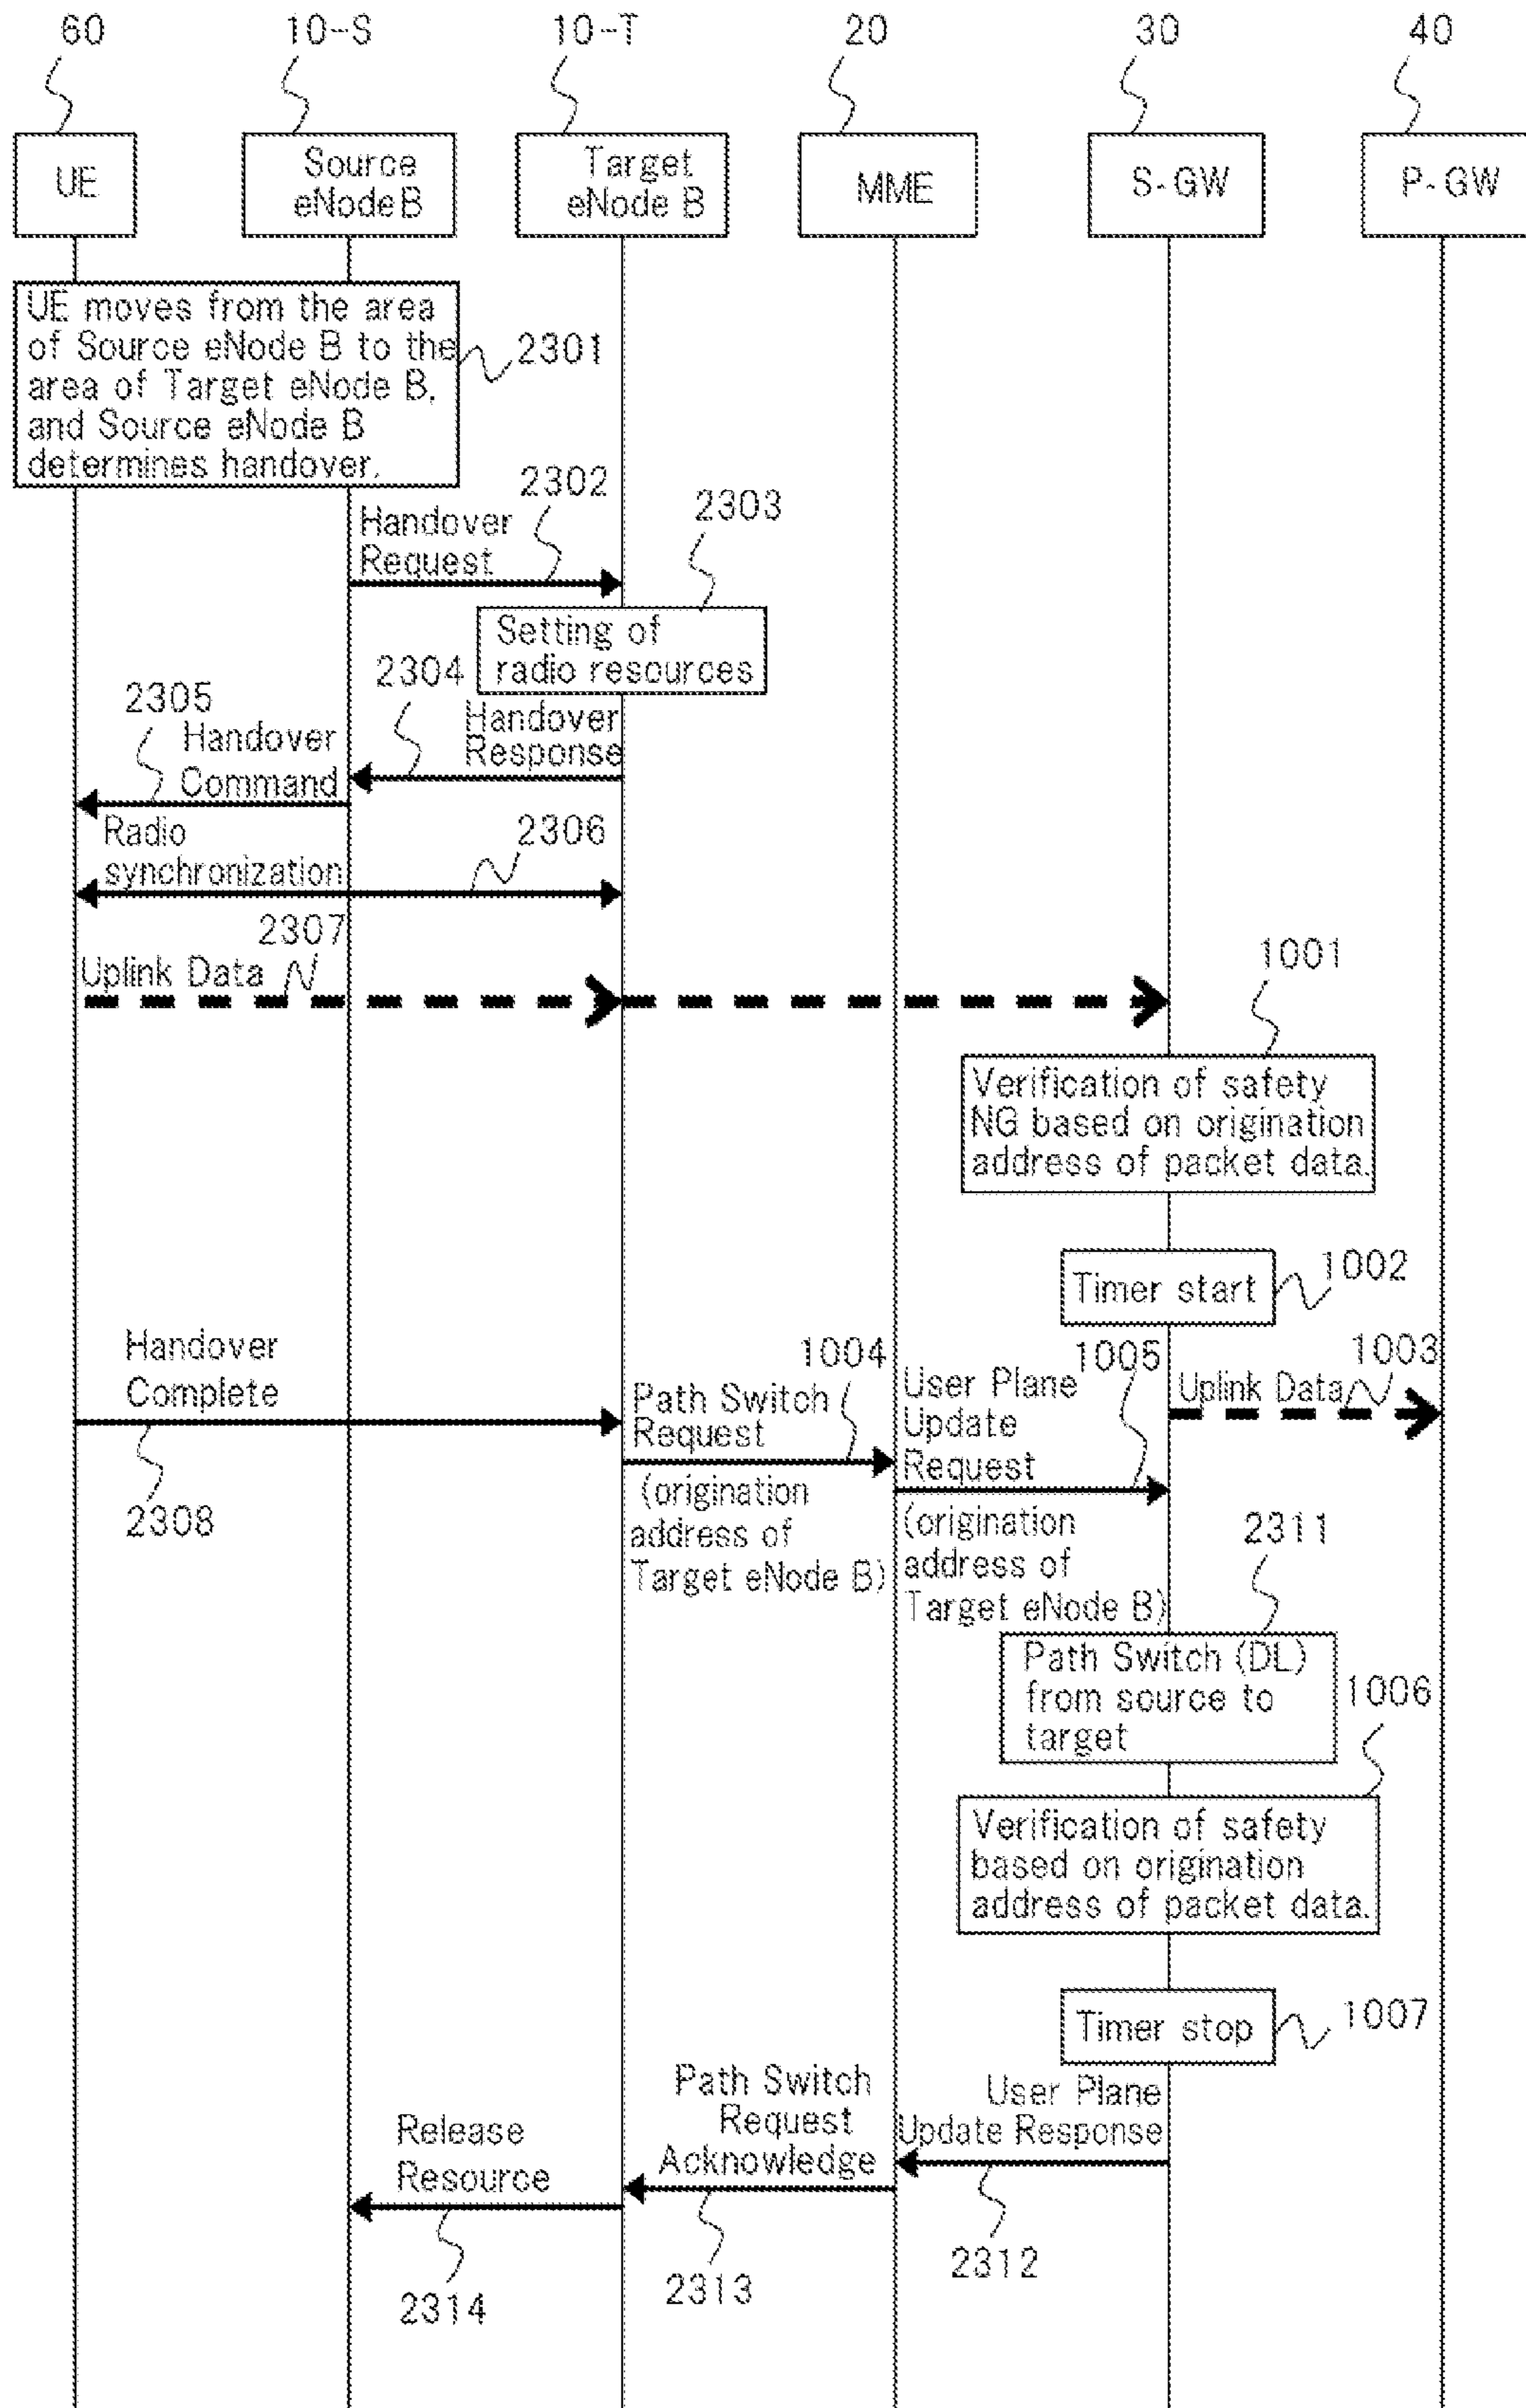 60
10-S
10-T
20
30
40
UE
Source
eNode B
Target
eNode B
MME
S-GW
P-GW
UE moves from the area
of Source eNode B to the
area of Target eNode B,
and Source eNode B
determines handover.
2301
Handover
Request
2302
2303
Setting of
radio resources
2304
Handover
Response
2305
Handover
Command
Radio
synchronization
2306
2307
Uplink Data
1001
Verification of safety
NG based on origination
address of packet data.
Timer start
1002
Handover
Complete
2308
1004
Path Switch
Request
(origination
address of
Target eNode B)
1005
User Plane
Update
Request
(origination
address of
Target eNode B)
1003
Uplink Data
2311
Path Switch (DL)
from source to
target
1006
Verification of safety
based on origination
address of packet data.
Timer stop
1007
User Plane
Update Response
2312
Path Switch
Request
Acknowledge
2313
Release
Resource
2314